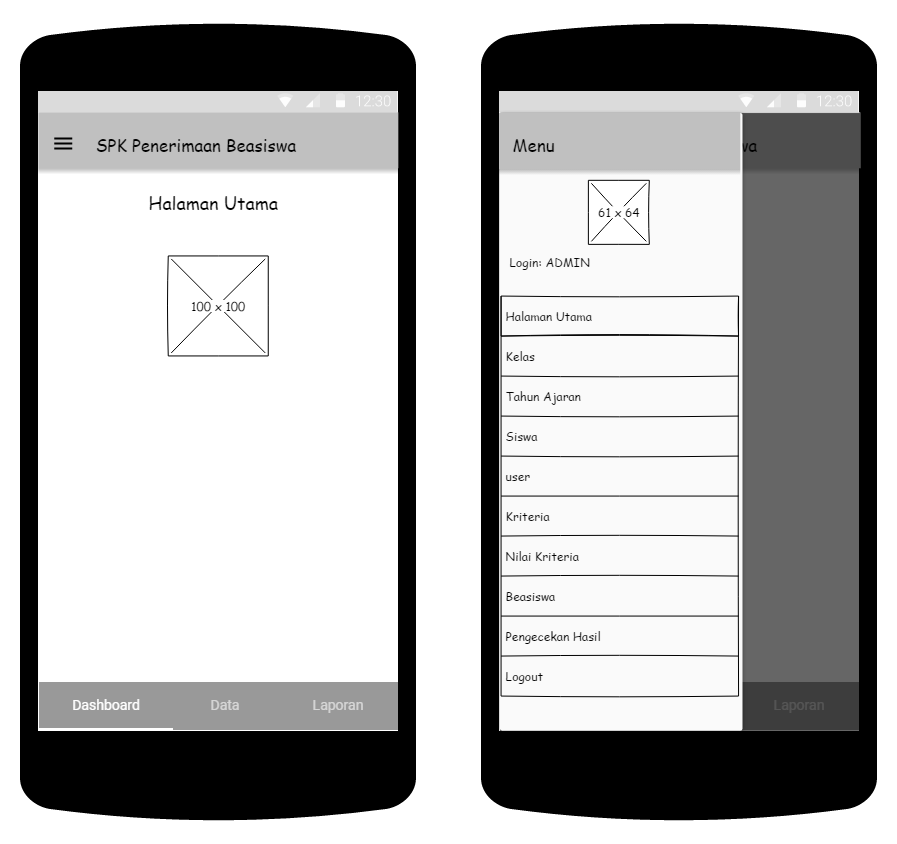 12:30
SPK Penerimaan Beasiswa
Halaman Utama
100 x 100
Dashboard Data Laporan
12:30
Menu
wa
61 x 64
Login: ADMIN
Halaman Utama
Kelas
Tahun Ajaran
Siswa
user
Kriteria
Nilai Kriteria
Beasiswa
Pengecekan Hasil
Logout
Laporan